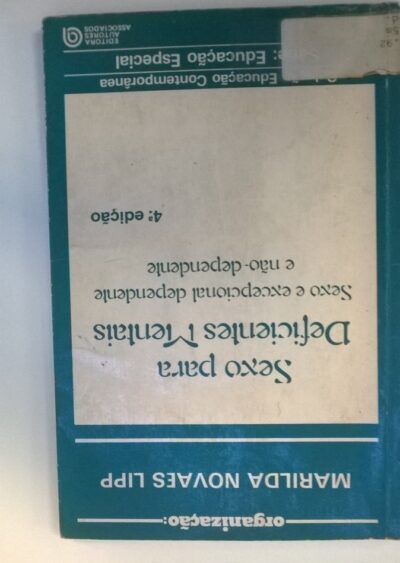 organização:
MARILDA NOVAES LIPP
Sexo para
Deficientes Mentais
Sexo e excepcional dependente
e não-dependente
4ª edição
Educação Contemporânea
: Educação Especial
EDITORA
AUTORES
ASSOCIADOS